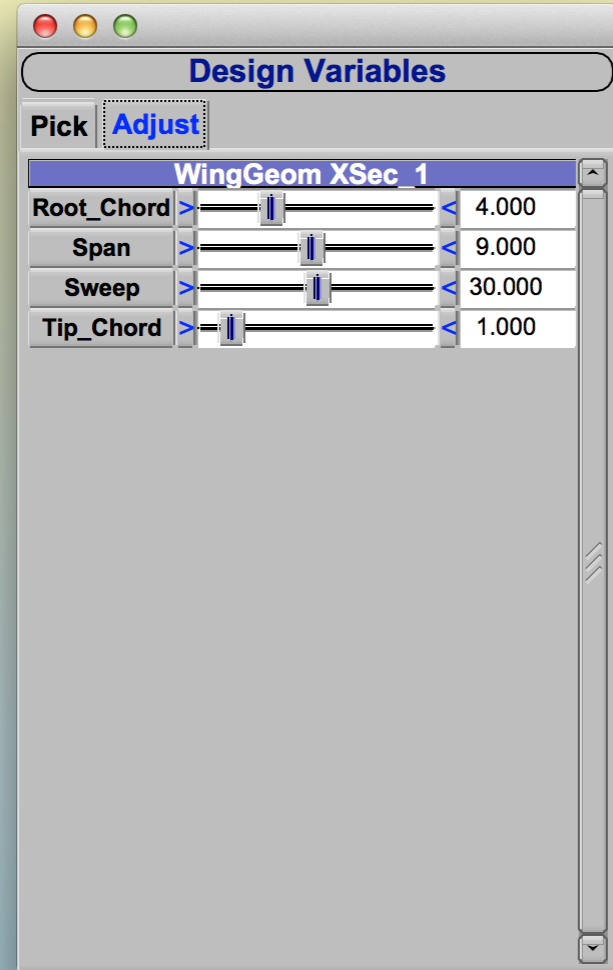 Design Variables
Pick Adjust
WingGeom XSec_1
Root_Chord > < 4.000
Span > < 9.000
Sweep > < 30.000
Tip_Chord > < 1.000